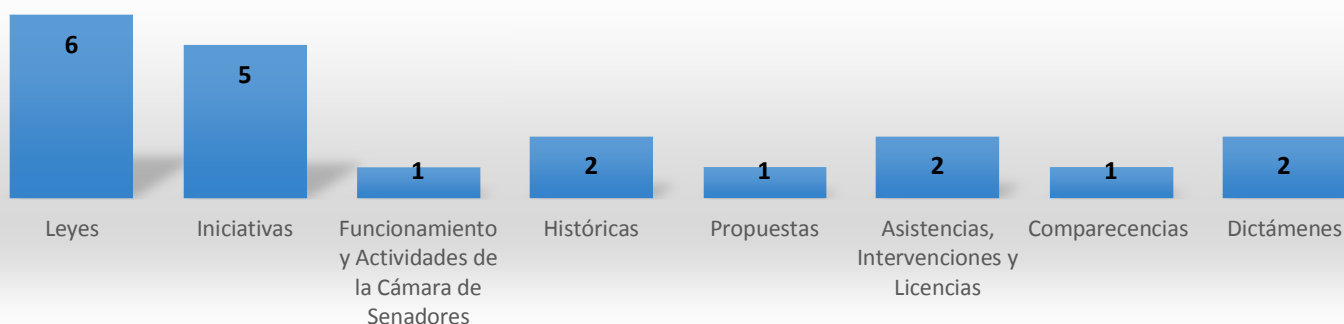 6
5
1
2
1
2
1
2
Leyes
Iniciativas
Funcionamiento
y Actividades de
la Cámara de
Senadores
Históricas
Propuestas
Asistencias,
Intervenciones y
Licencias
Comparecencias
Dictámenes